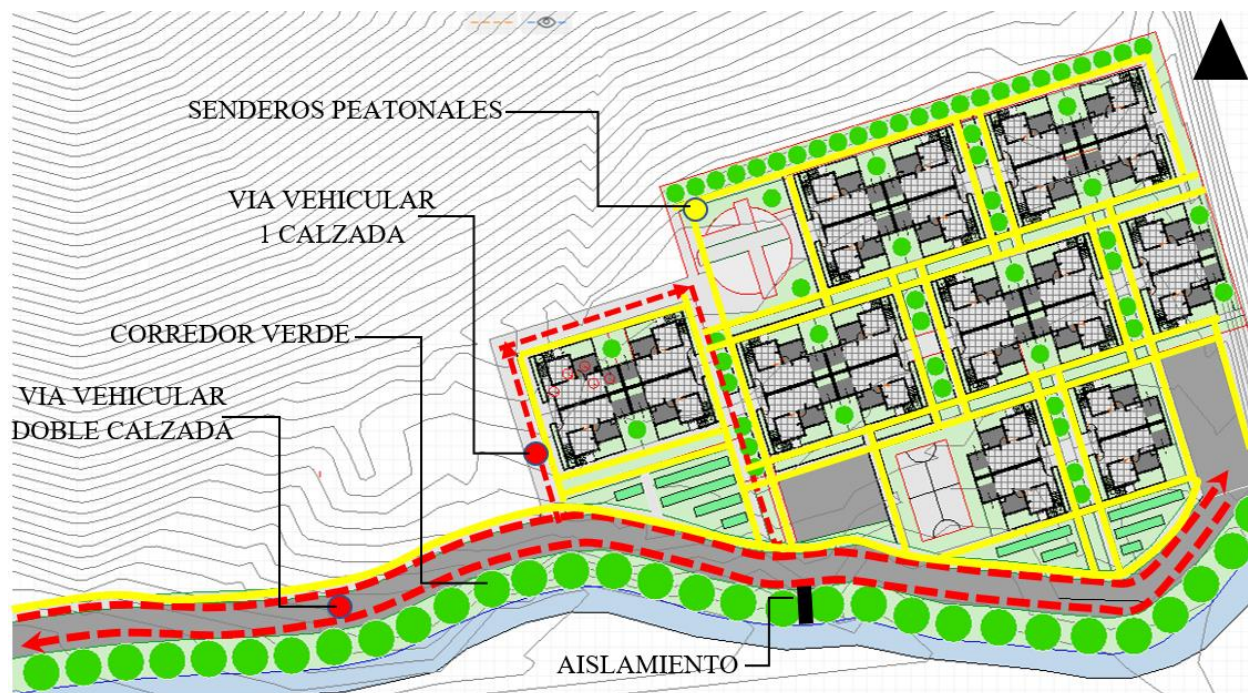 SENDEROS PEATONALES
VIA VEHICULAR
1 CALZADA
CORREDOR VERDE
VIA VEHICULAR
DOBLE CALZADA
AISLAMIENTO